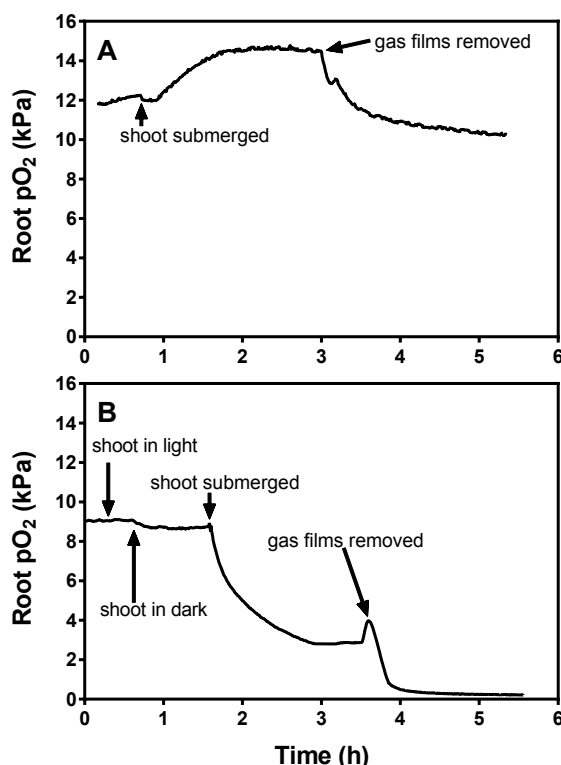 A
gas films removed
shoot submerged
Root pO₂ (kPa)
16
14
12
10
8
6
4
2
0
0 1 2 3 4 5 6
B
shoot in light
shoot submerged
gas films removed
shoot in dark
Root pO₂ (kPa)
16
14
12
10
8
6
4
2
0
0 1 2 3 4 5 6
Time (h)